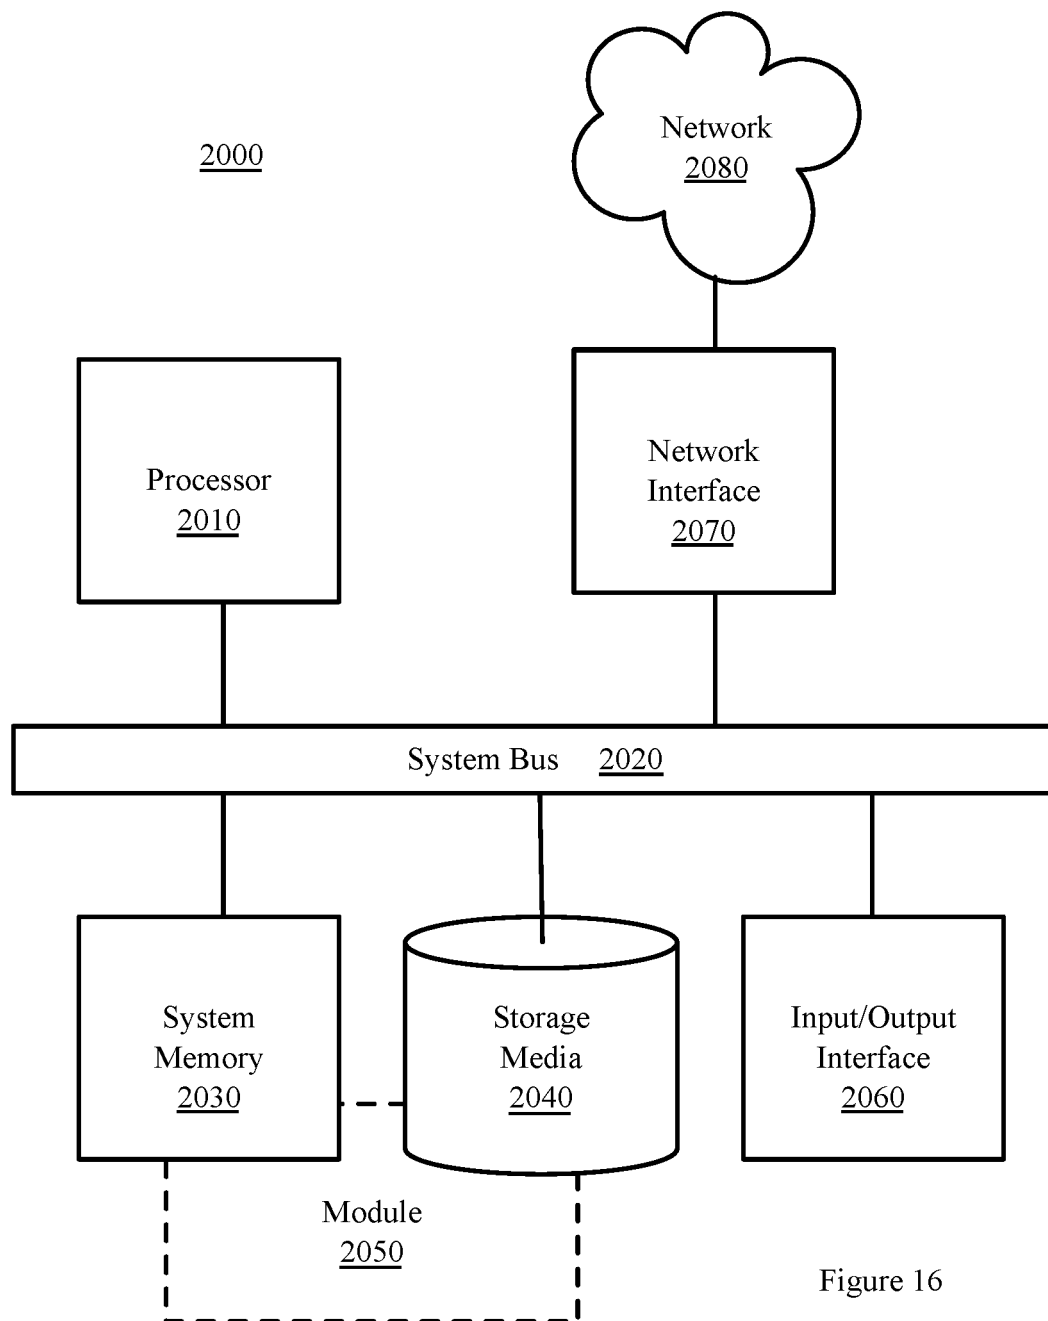 2000
Network
2080
Processor
2010
Network
Interface
2070
System Bus 2020
System
Memory
2030
Storage
Media
2040
Input/Output
Interface
2060
Module
2050
Figure 16